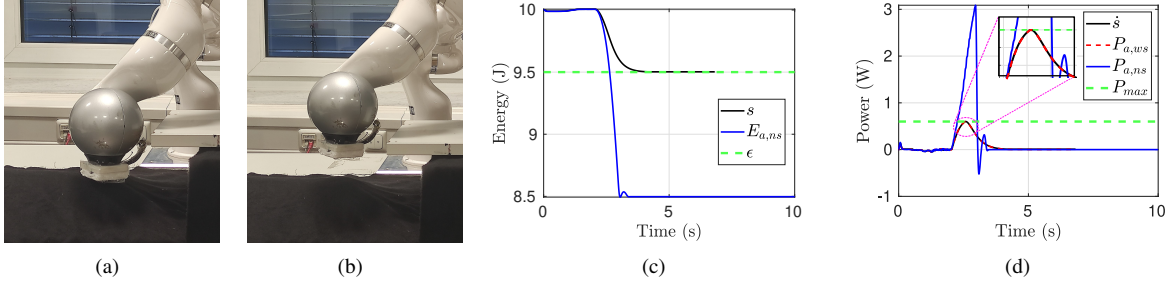 10
9.5
9
8.5
Energy (J)
s
E_{a,ns}
ϵ
0
5
10
Time (s)
3
2
1
0
-1
Power (W)
ṡ
P_{a,ws}
P_{a,ns}
P_{max}
0
5
10
Time (s)
(a)
(b)
(c)
(d)